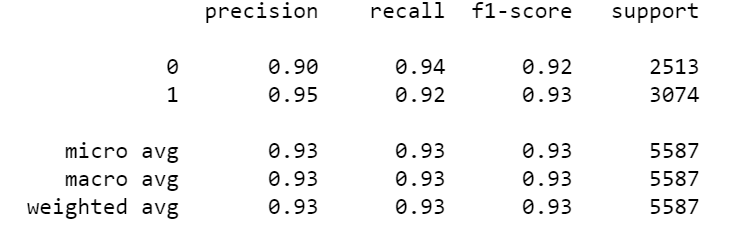 precision recall f1-score support
0 0.90 0.94 0.92 2513
1 0.95 0.92 0.93 3074
micro avg 0.93 0.93 0.93 5587
macro avg 0.93 0.93 0.93 5587
weighted avg 0.93 0.93 0.93 5587